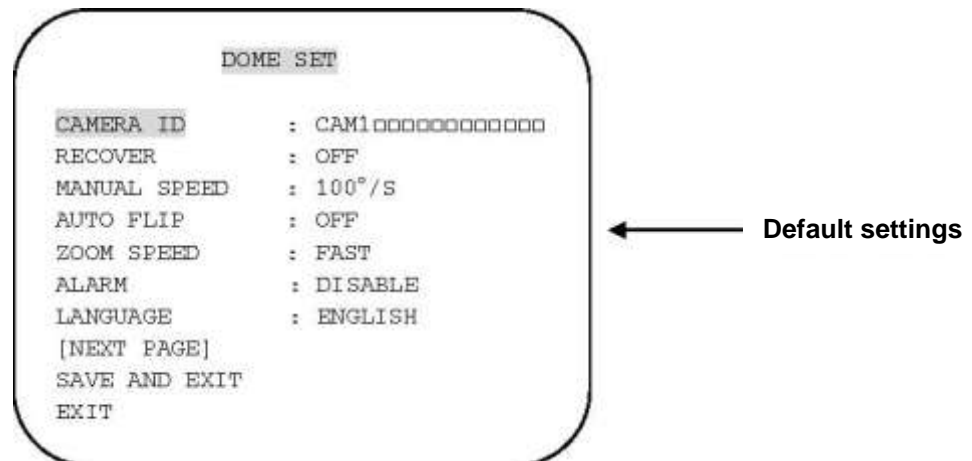 DOME SET
CAMERA ID : CAM1□□□□□□□□□□□□
RECOVER : OFF
MANUAL SPEED : 100°/S
AUTO FLIP : OFF
ZOOM SPEED : FAST
ALARM : DISABLE
LANGUAGE : ENGLISH
[NEXT PAGE]
SAVE AND EXIT
EXIT
Default settings